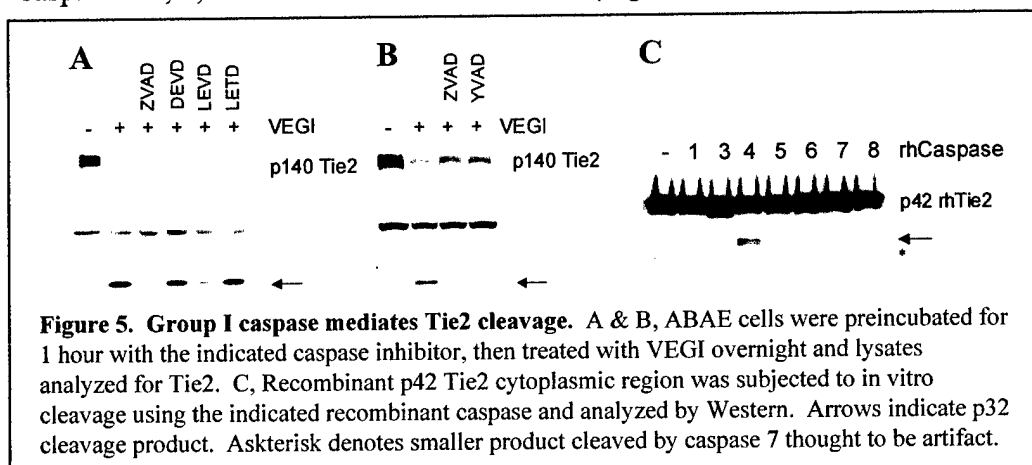 A
B
C
ZVAD
DEVD
LEVD
LETD
- + + + + + VEGI
p140 Tie2
ZVAD
YVAD
- + + + VEGI
p140 Tie2
- 1 3 4 5 6 7 8 rhCaspase
p42 rhTie2
*
Figure 5. Group I caspase mediates Tie2 cleavage. A & B, ABAE cells were preincubated for
1 hour with the indicated caspase inhibitor, then treated with VEGI overnight and lysates
analyzed for Tie2. C, Recombinant p42 Tie2 cytoplasmic region was subjected to in vitro
cleavage using the indicated recombinant caspase and analyzed by Western. Arrows indicate p32
cleavage product. Askterisk denotes smaller product cleaved by caspase 7 thought to be artifact.